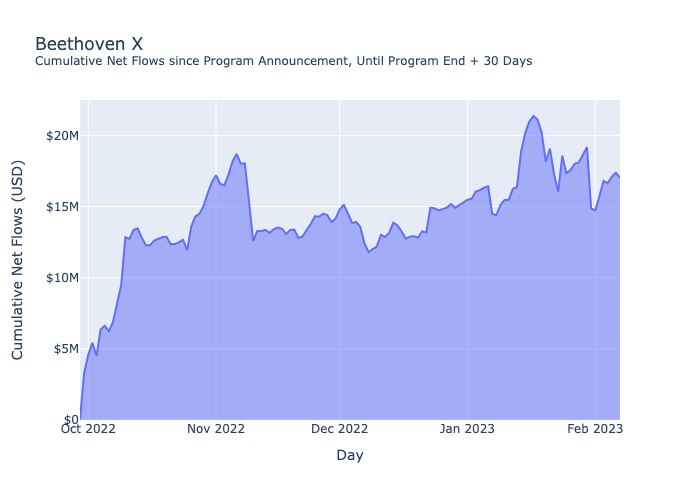 Beethoven X
Cumulative Net Flows since Program Announcement, Until Program End + 30 Days
Cumulative Net Flows (USD)
$20M
$15M
$10M
$5M
$0
Oct 2022 Nov 2022 Dec 2022 Jan 2023 Feb 2023
Day